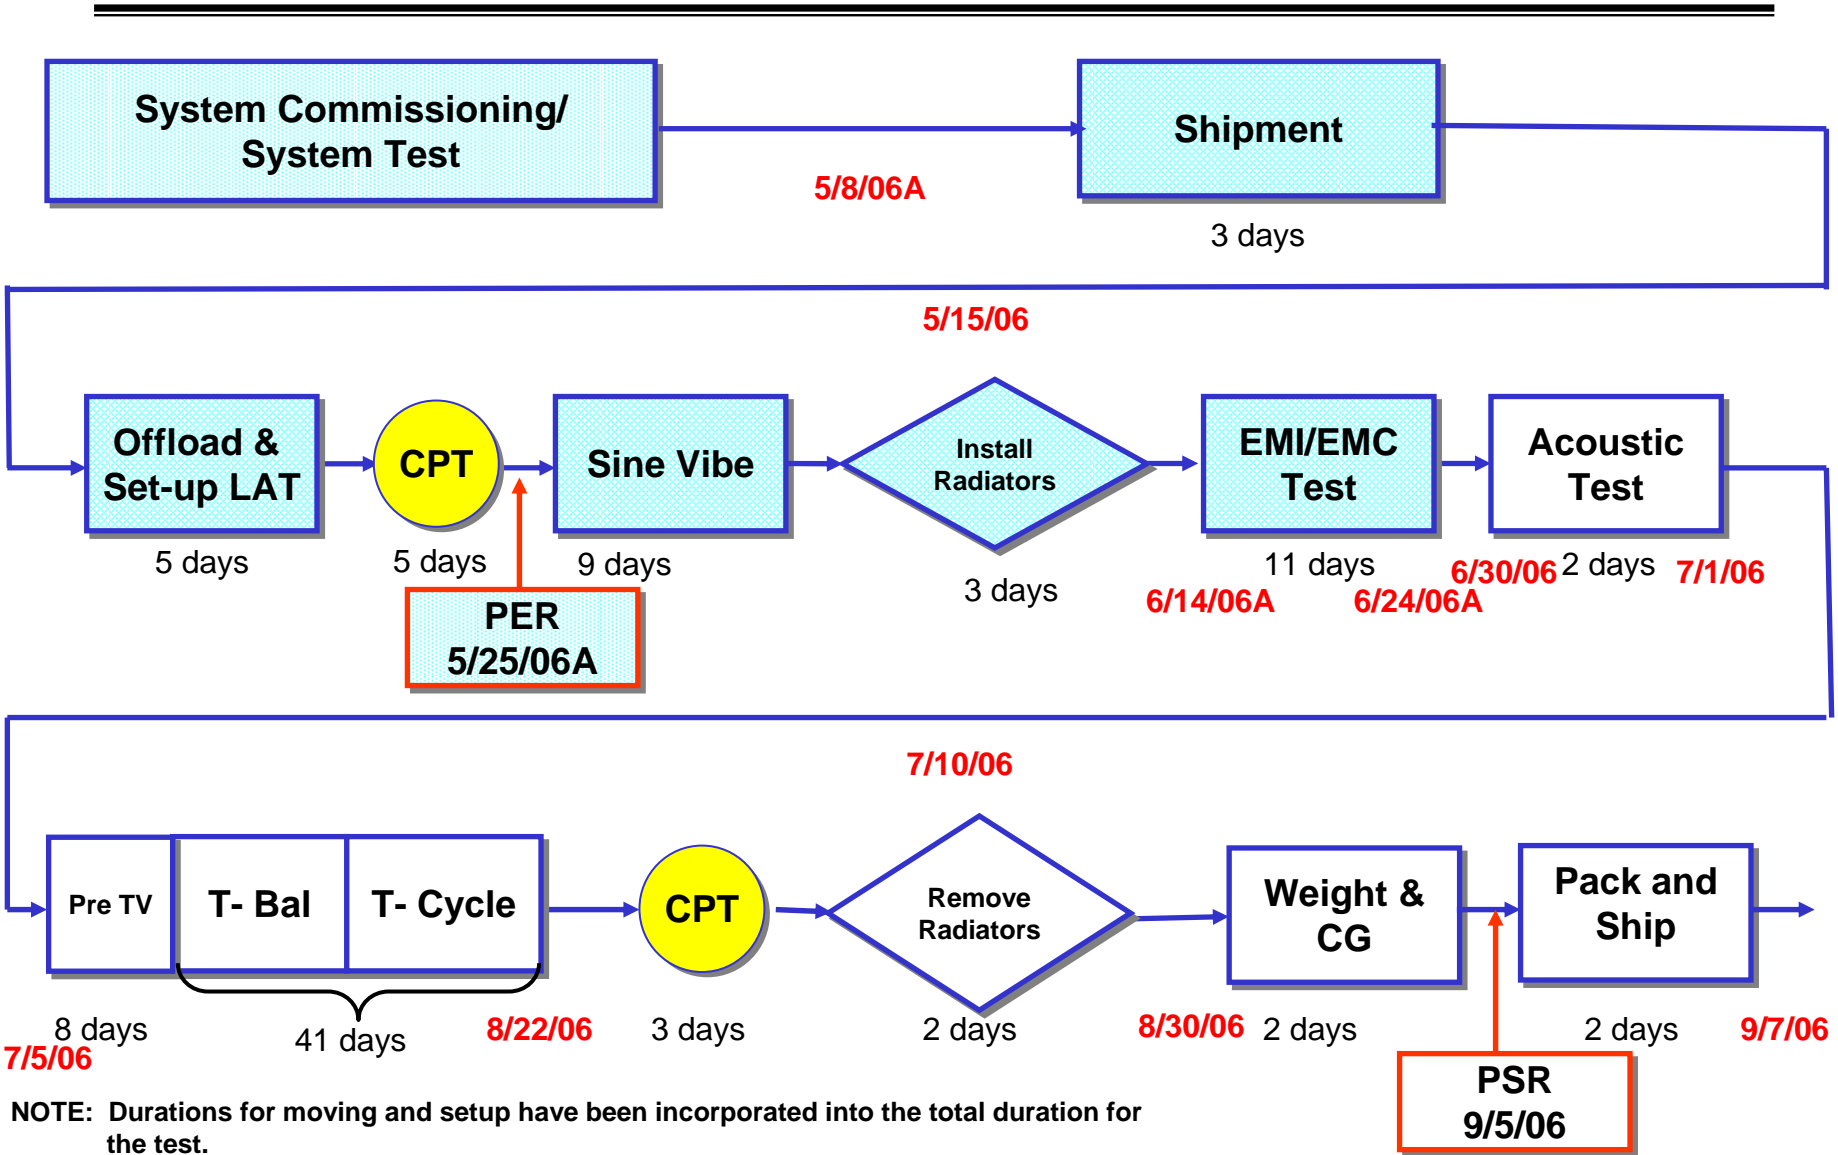 System Commissioning/
System Test
5/8/06A
Shipment
3 days
5/15/06
Offload &
Set-up LAT
5 days
CPT
5 days
PER
5/25/06A
Sine Vibe
9 days
Install
Radiators
3 days
6/14/06A
EMI/EMC
Test
11 days
6/24/06A
6/30/06
Acoustic
Test
2 days
7/1/06
7/10/06
7/5/06
Pre TV
8 days
T- Bal
T- Cycle
41 days
8/22/06
CPT
3 days
Remove
Radiators
2 days
8/30/06
Weight &
CG
2 days
PSR
9/5/06
Pack and
Ship
2 days
9/7/06
NOTE: Durations for moving and setup have been incorporated into the total duration for
the test.